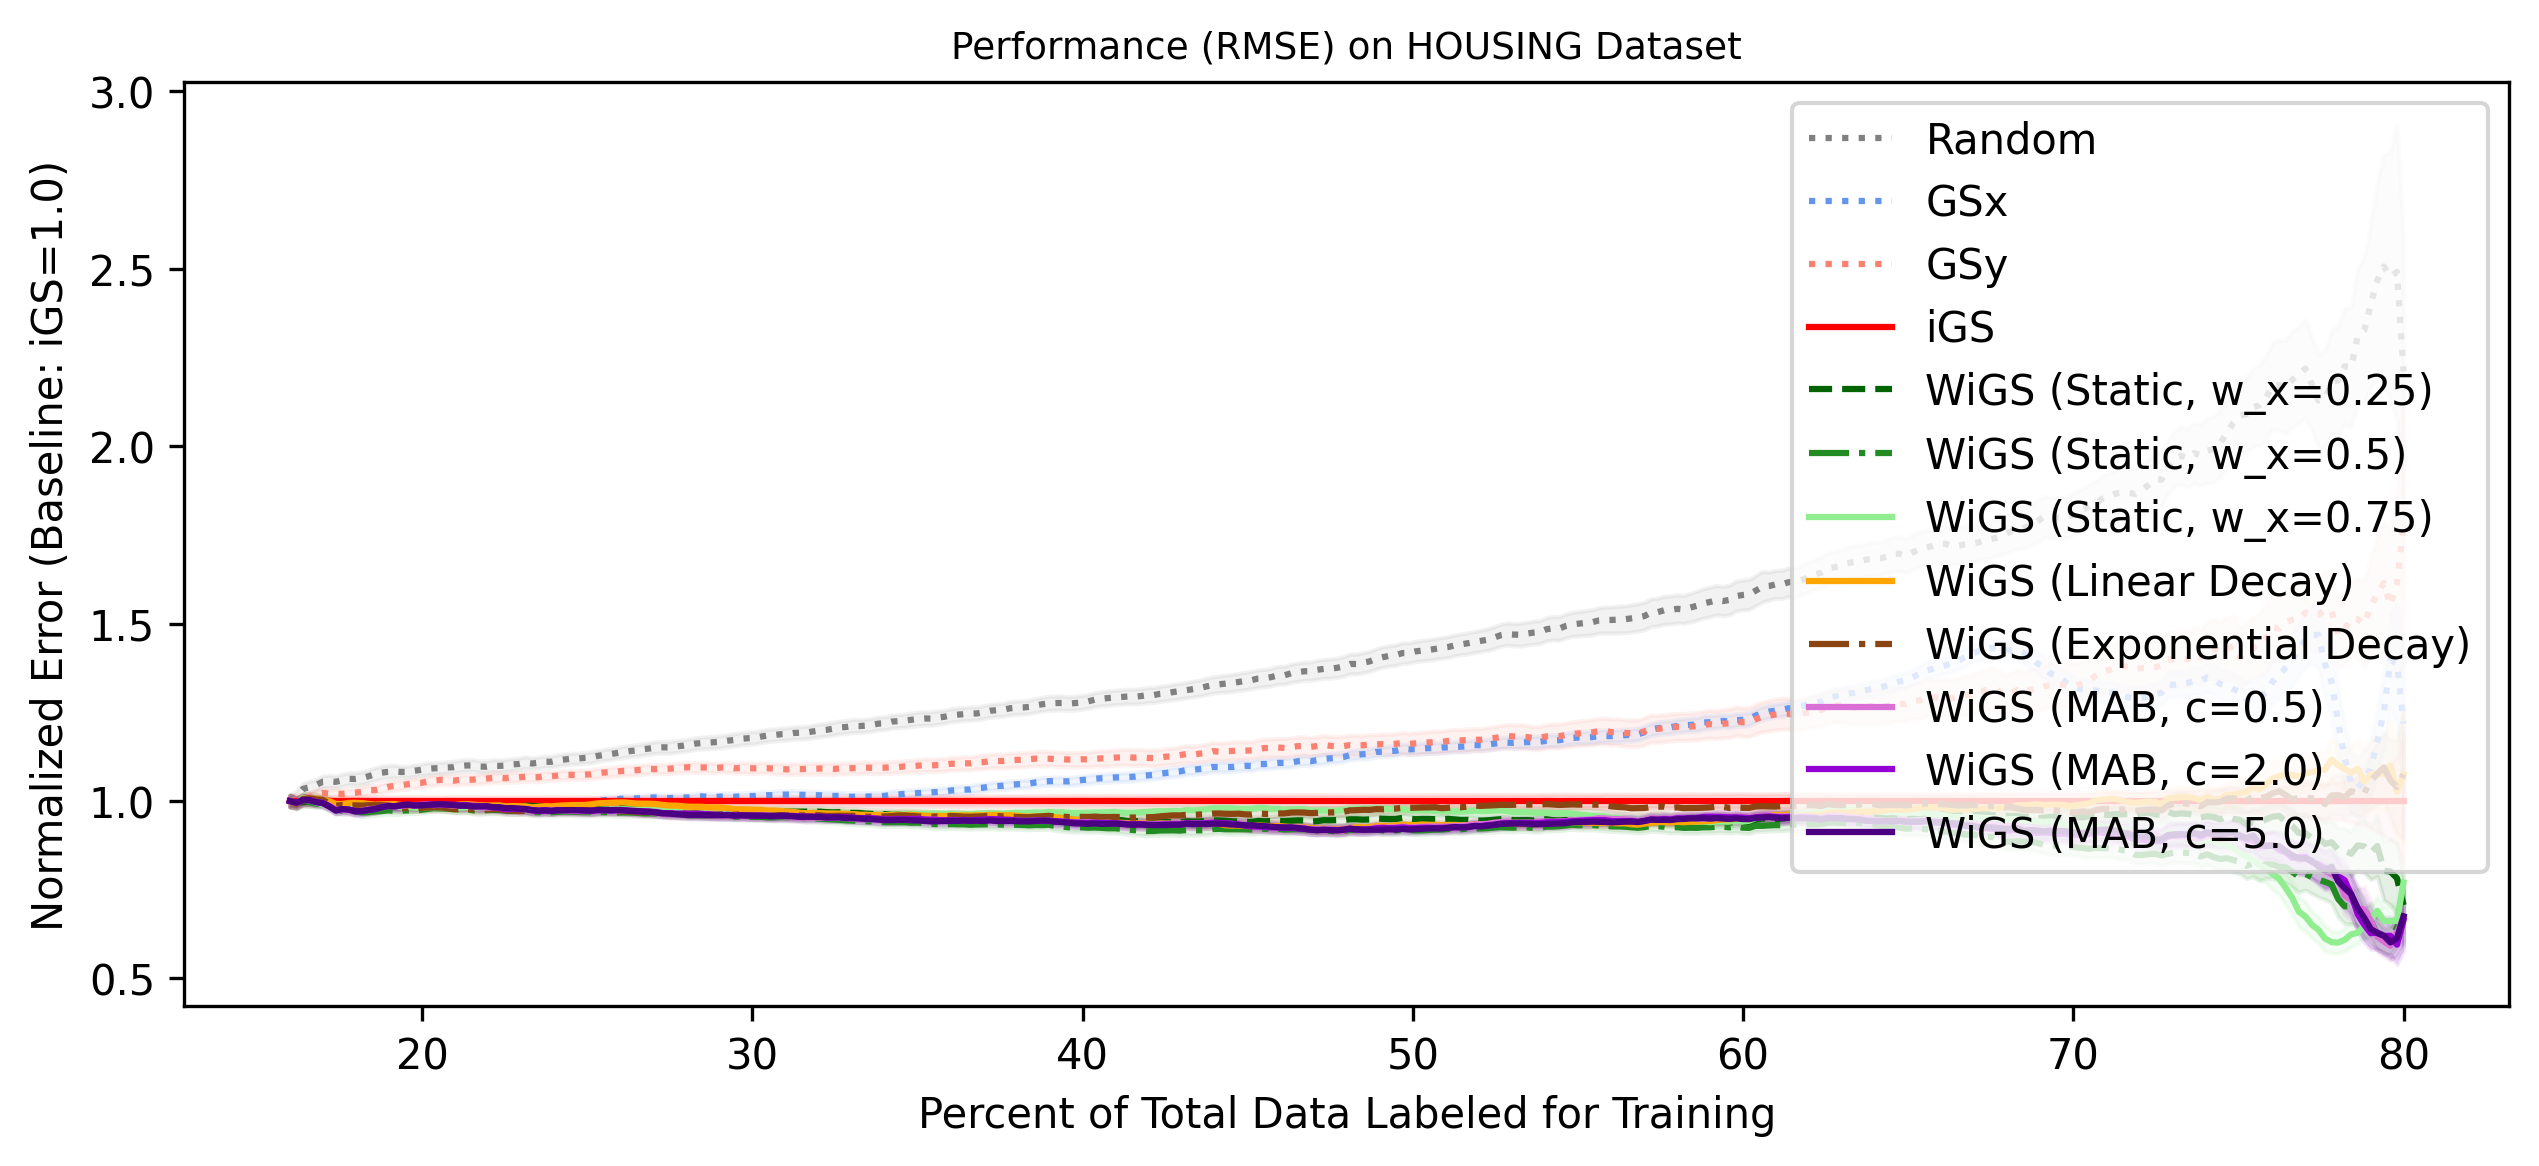 Performance (RMSE) on HOUSING Dataset
Normalized Error (Baseline: iGS=1.0)
3.0
2.5
2.0
1.5
1.0
0.5
Random
GSx
GSy
iGS
WiGS (Static, w_x=0.25)
WiGS (Static, w_x=0.5)
WiGS (Static, w_x=0.75)
WiGS (Linear Decay)
WiGS (Exponential Decay)
WiGS (MAB, c=0.5)
WiGS (MAB, c=2.0)
WiGS (MAB, c=5.0)
20 30 40 50 60 70 80
Percent of Total Data Labeled for Training